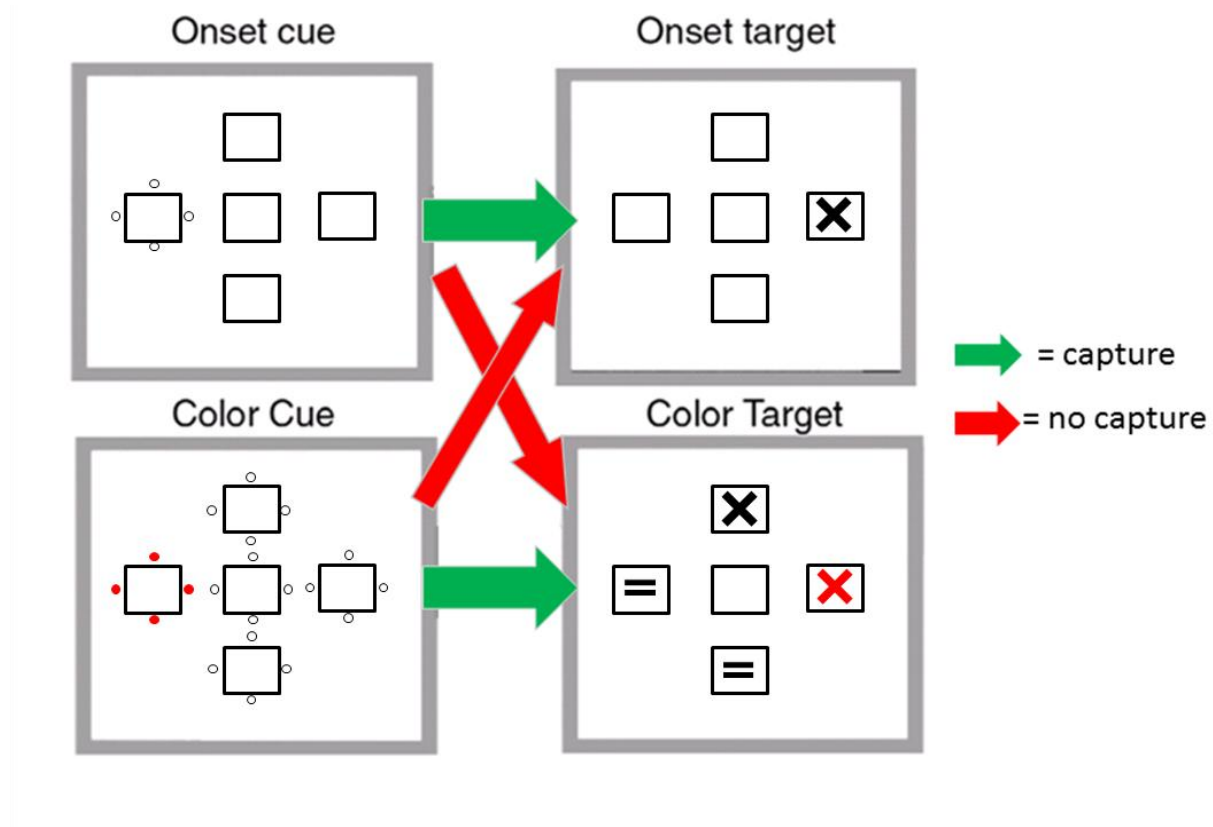 Onset cue
Onset target
= capture
= no capture
Color Cue
Color Target